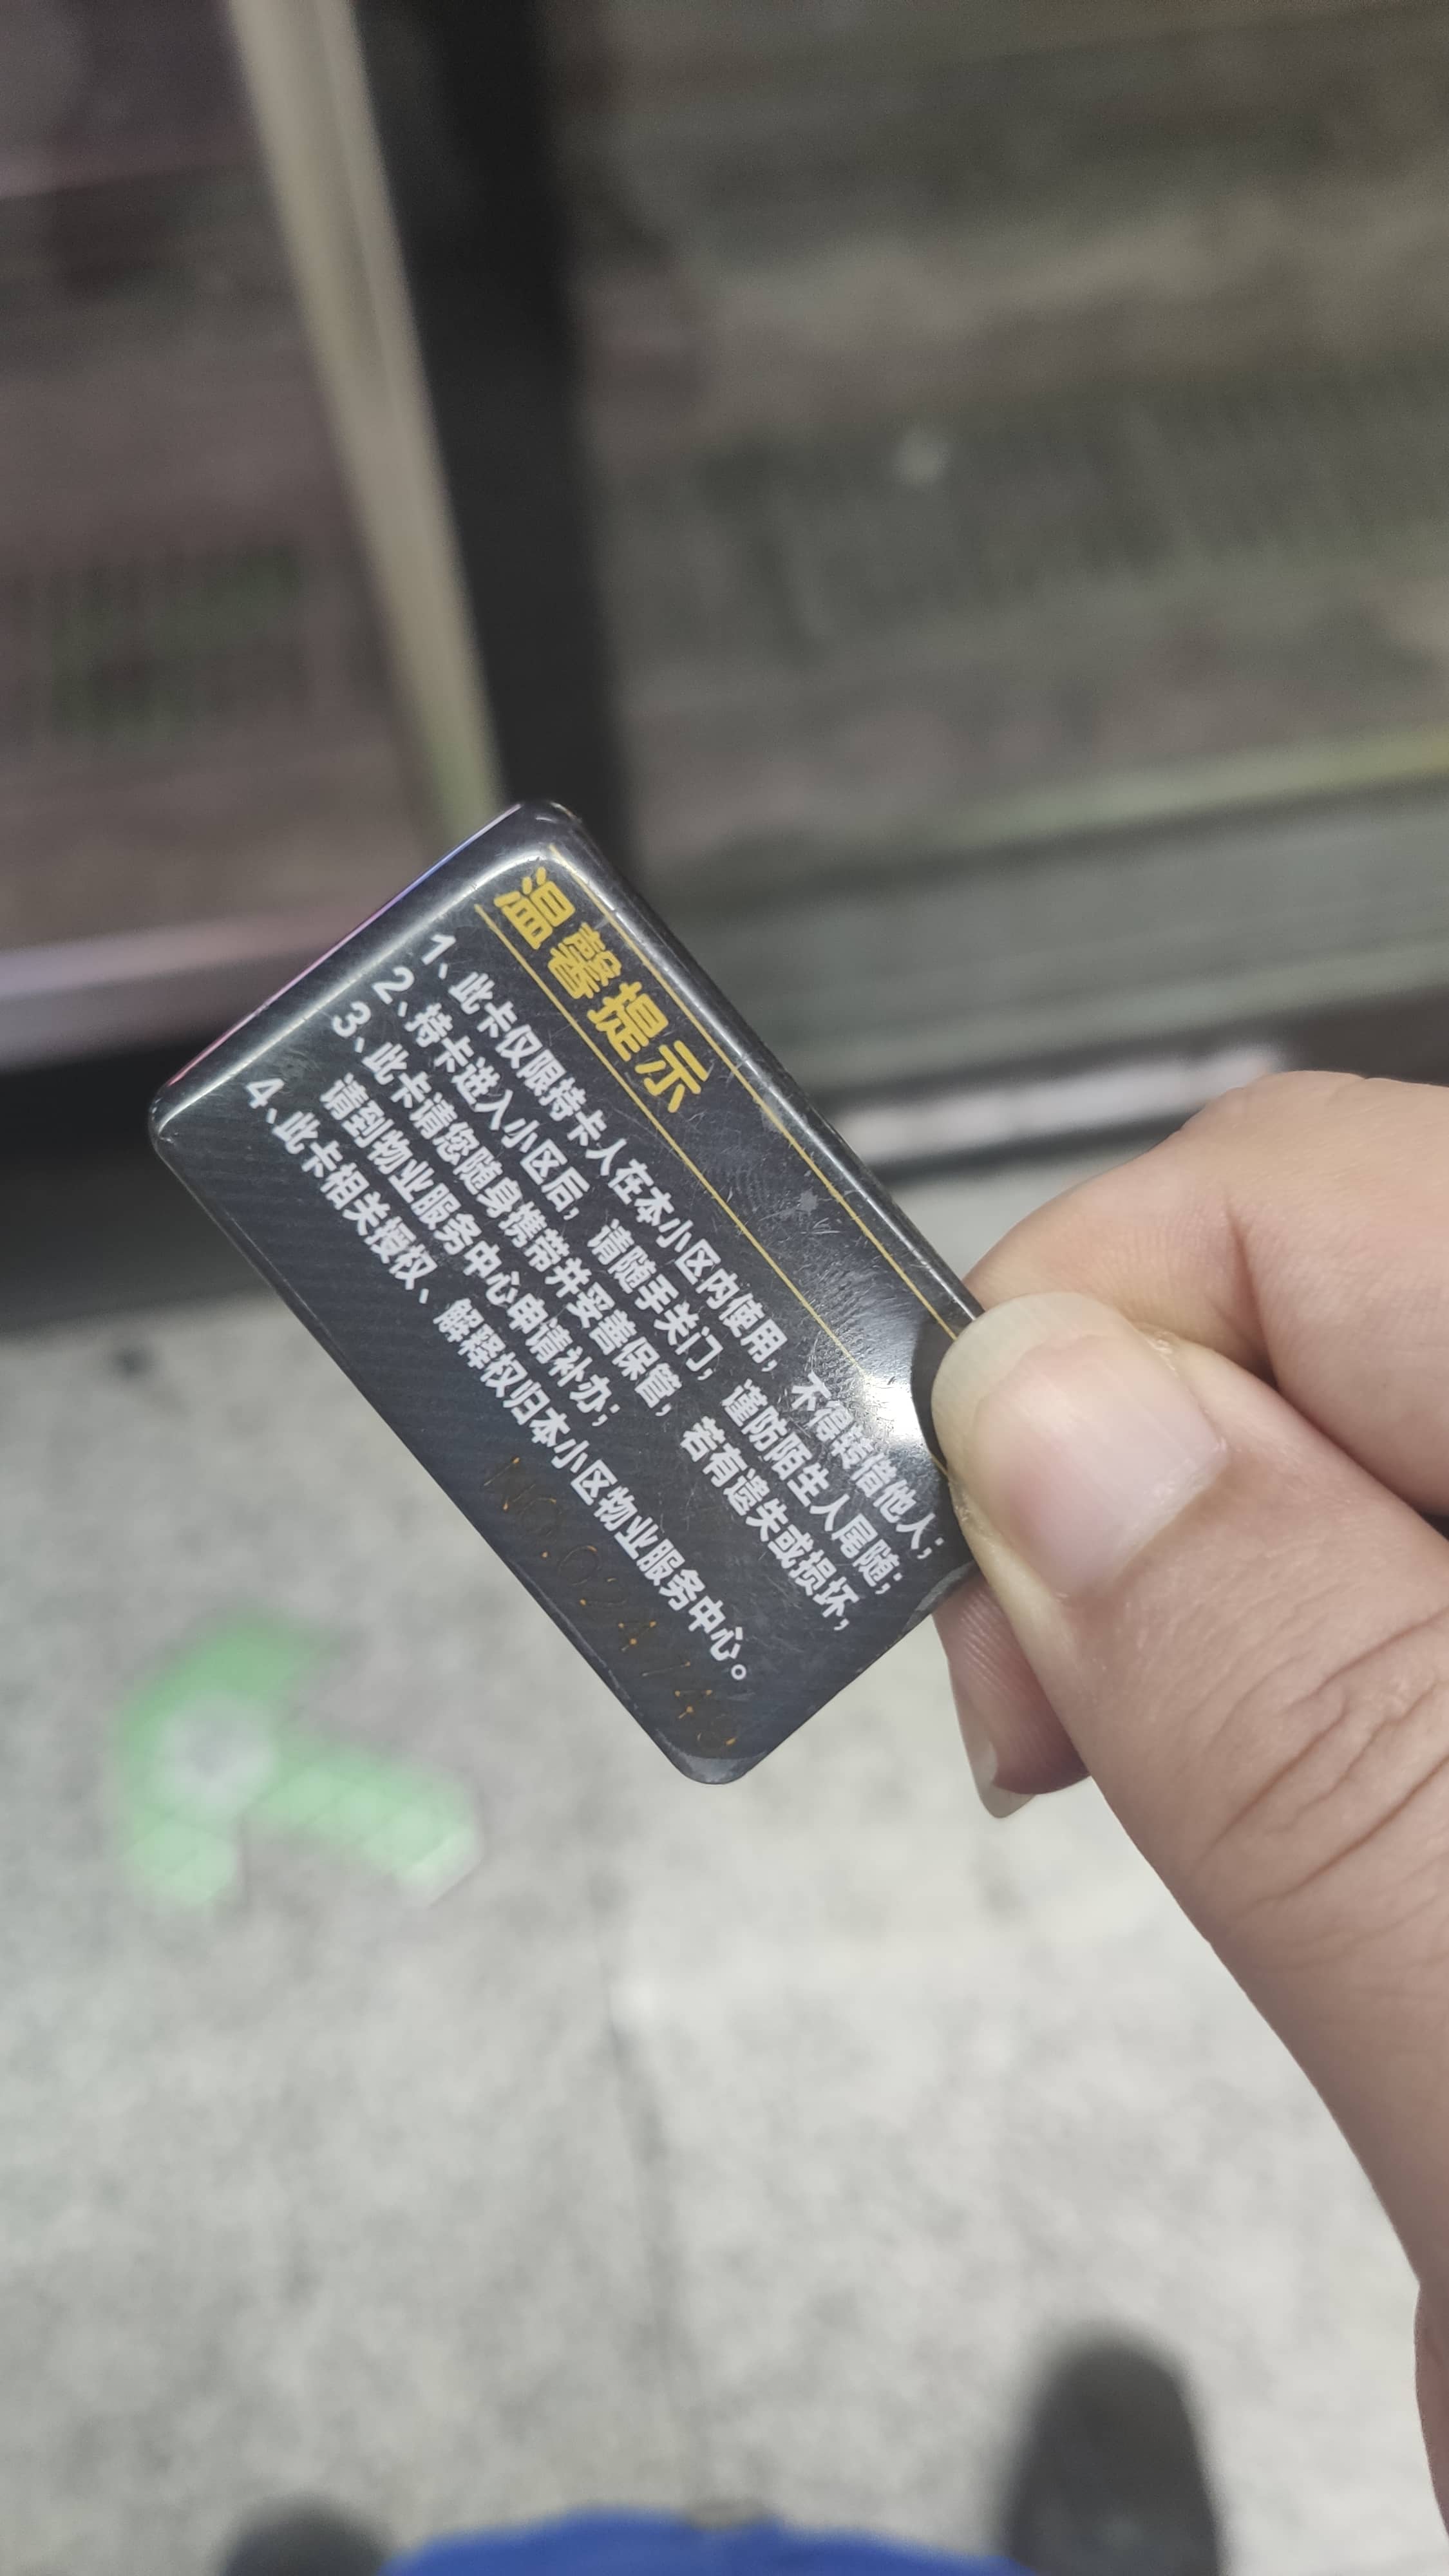 温馨提示
1、此卡仅限持卡人在本小区内使用，不得转借他人；
2、持卡进入小区后，请随手关门，谨防陌生人尾随；
3、此卡请您随身携带并妥善保管，若有遗失或损坏，
请到物业服务中心申请补办；
4、此卡相关授权、解释权归本小区物业服务中心。